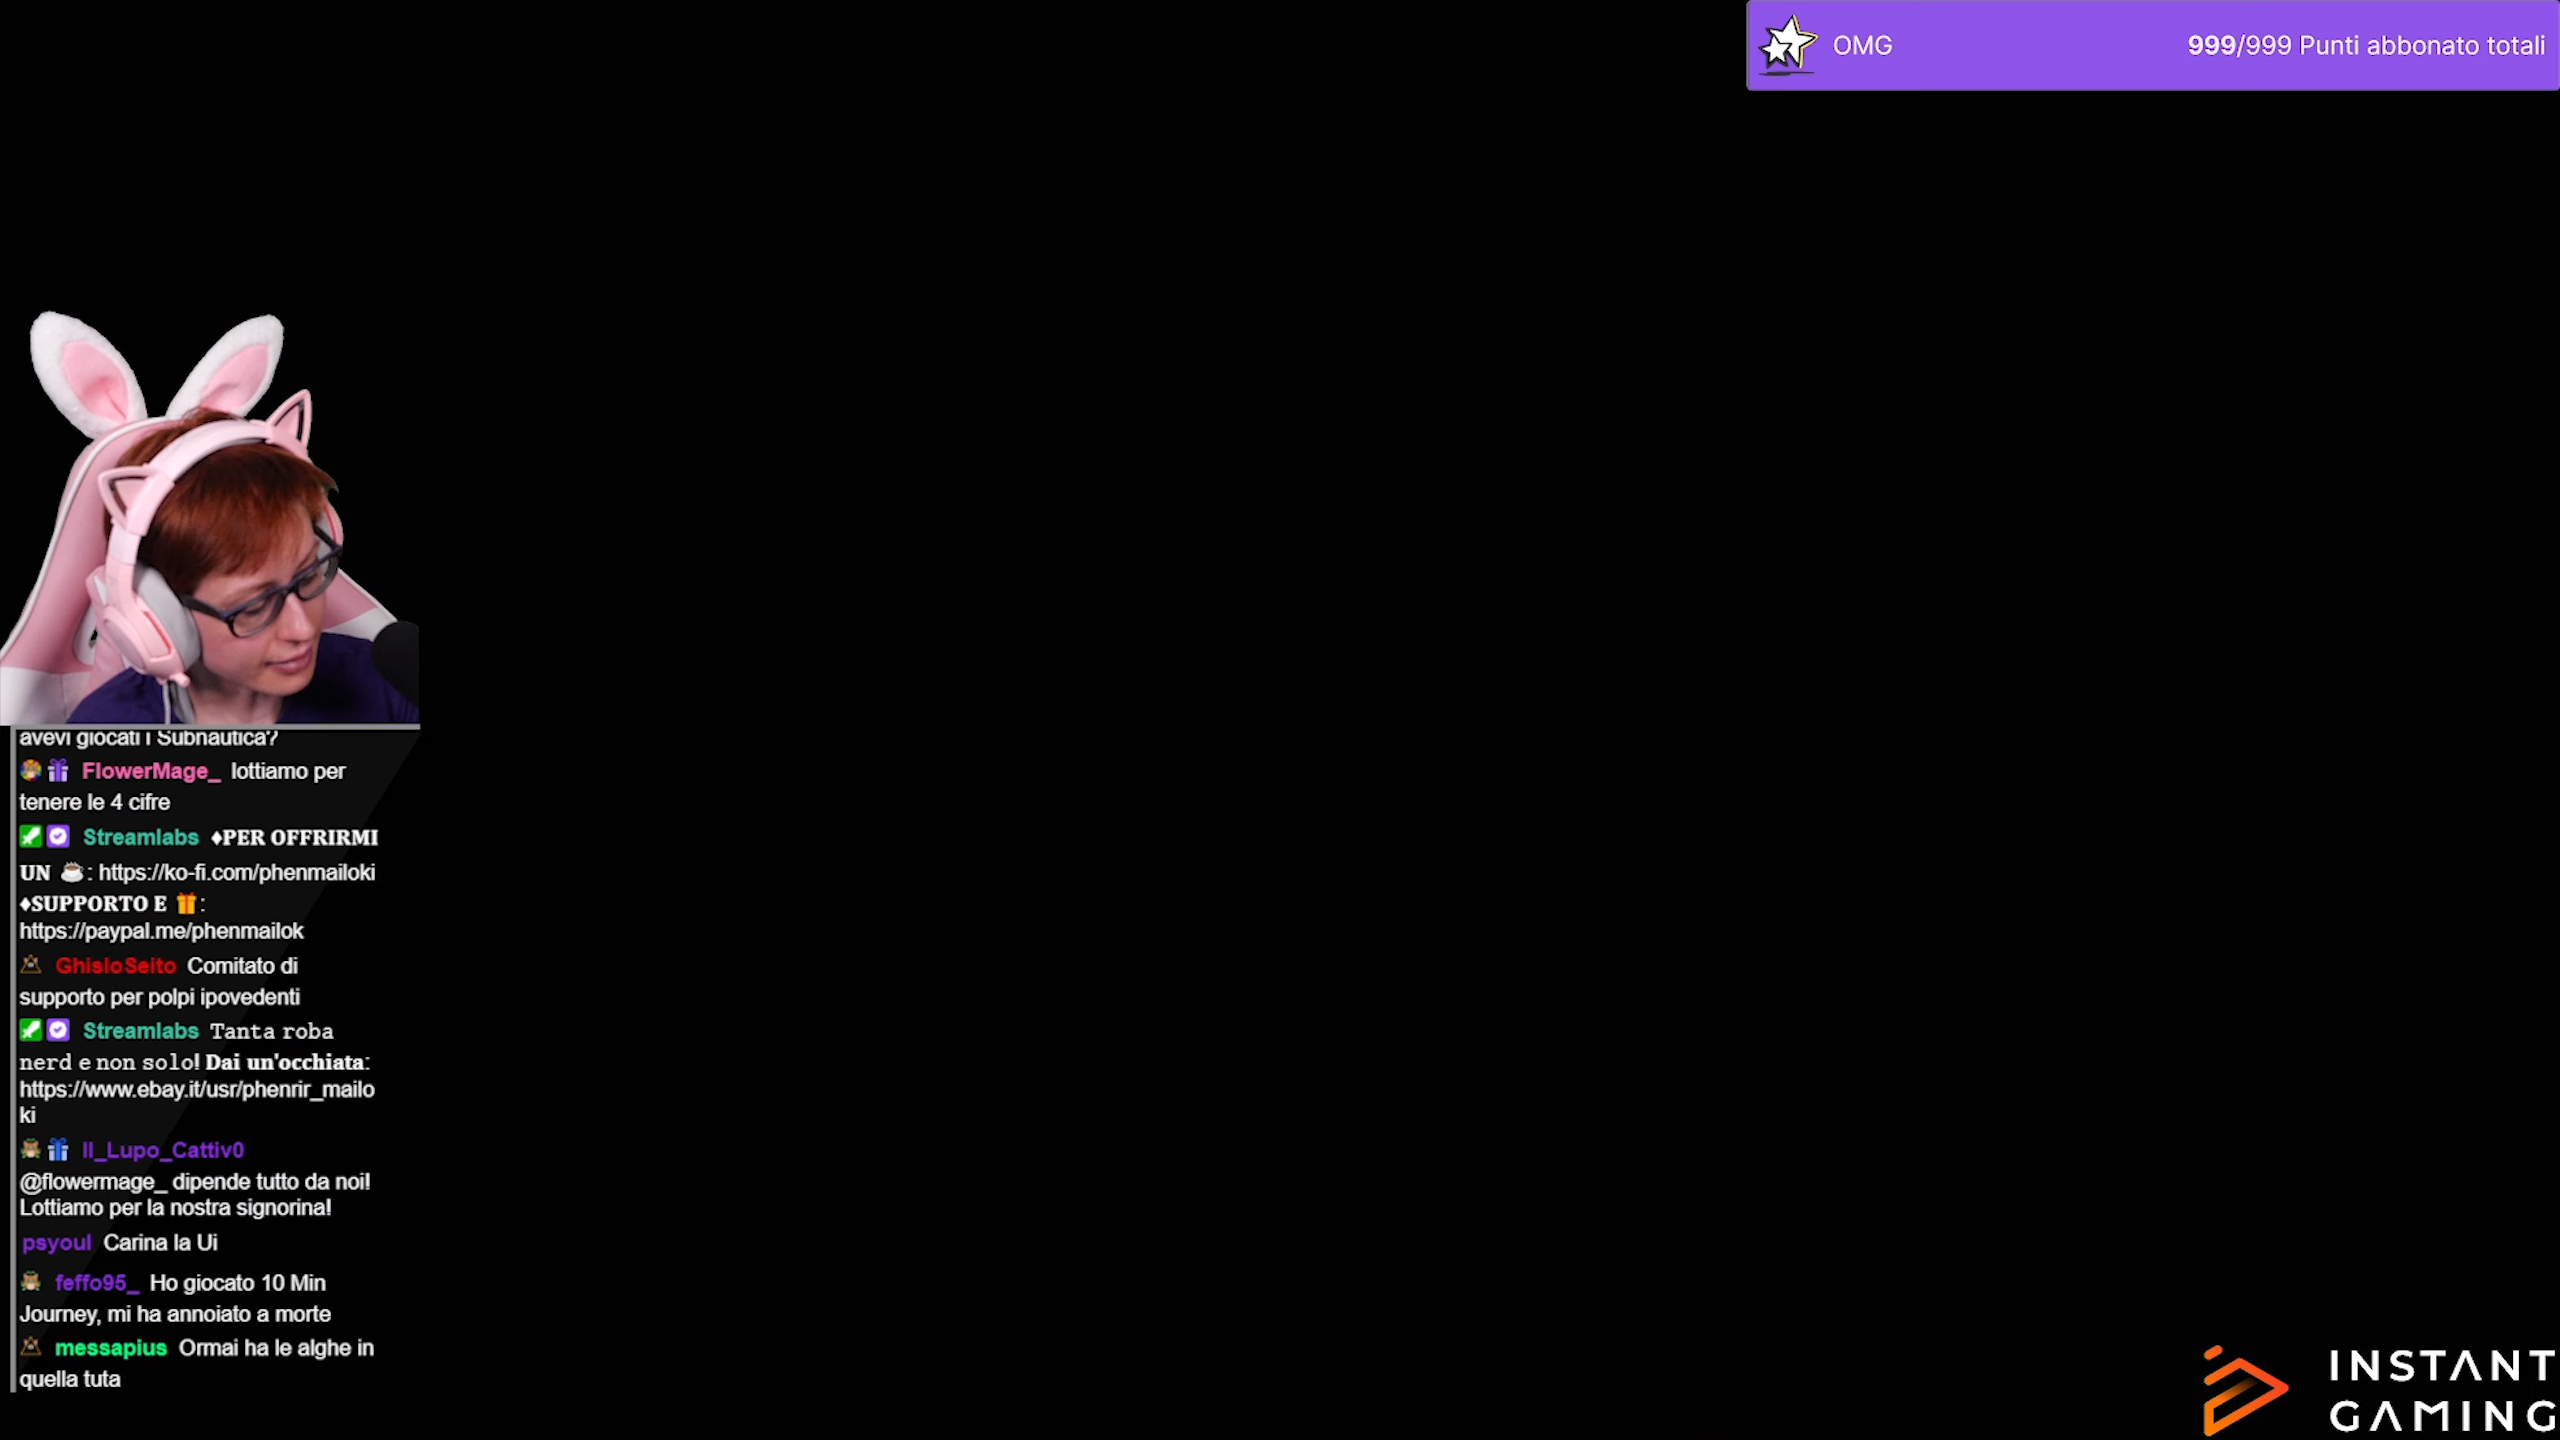 OMG 999/999 Punti abbonato totali
avevi giocati i Subnautica?
FlowerMage_ lottiamo per
tenere le 4 cifre
Streamlabs ♦PER OFFRIRMI
UN ☕: https://ko-fi.com/phenmailoki
♦SUPPORTO E 🎁:
https://paypal.me/phenmailok
GhisloSeito Comitato di
supporto per polpi ipovedenti
Streamlabs Tanta roba
nerd e non solo! Dai un'occhiata:
https://www.ebay.it/usr/phenrir_mailo
ki
Il_Lupo_Cattiv0
@flowermage_ dipende tutto da noi!
Lottiamo per la nostra signorina!
psyoul Carina la Ui
feffo95_ Ho giocato 10 Min
Journey, mi ha annoiato a morte
messapius Ormai ha le alghe in
quella tuta
INSTANT
GAMING